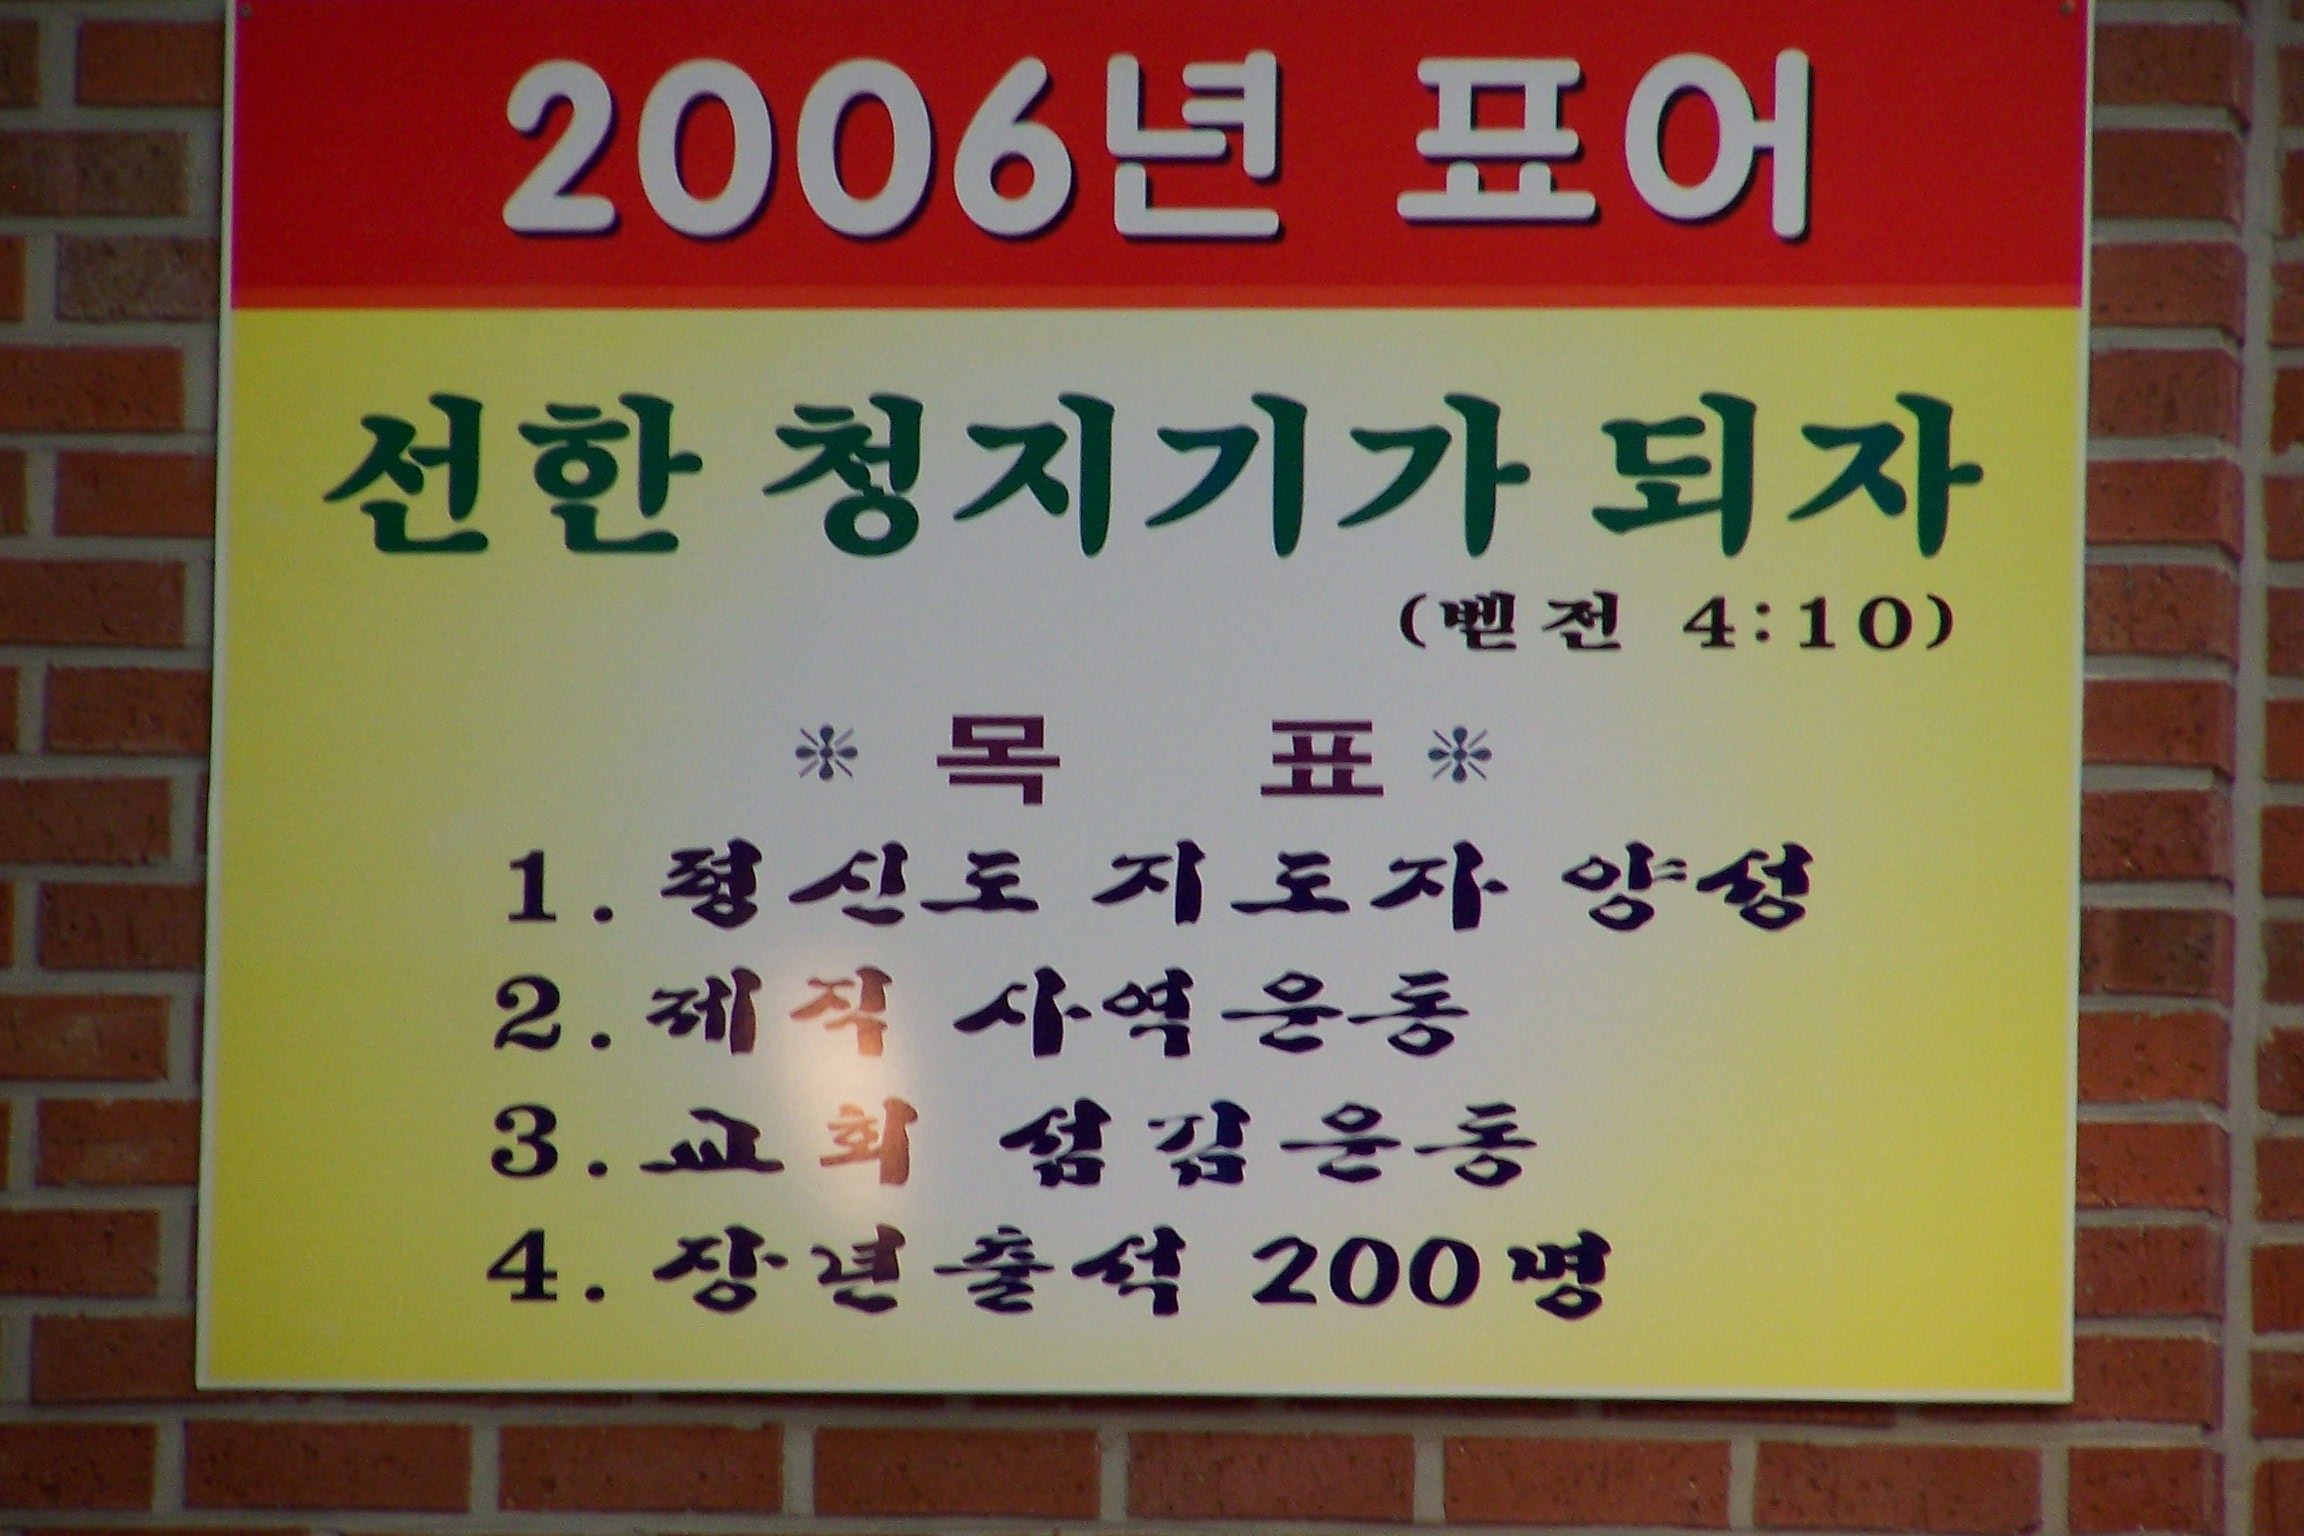 2006년 표어
선한 청지기가 되자
(벧전 4:10)
※ 목 표 ※
1. 평신도 지도자 양성
2. 제직 사역운동
3. 교회 섬김운동
4. 장년출석 200명